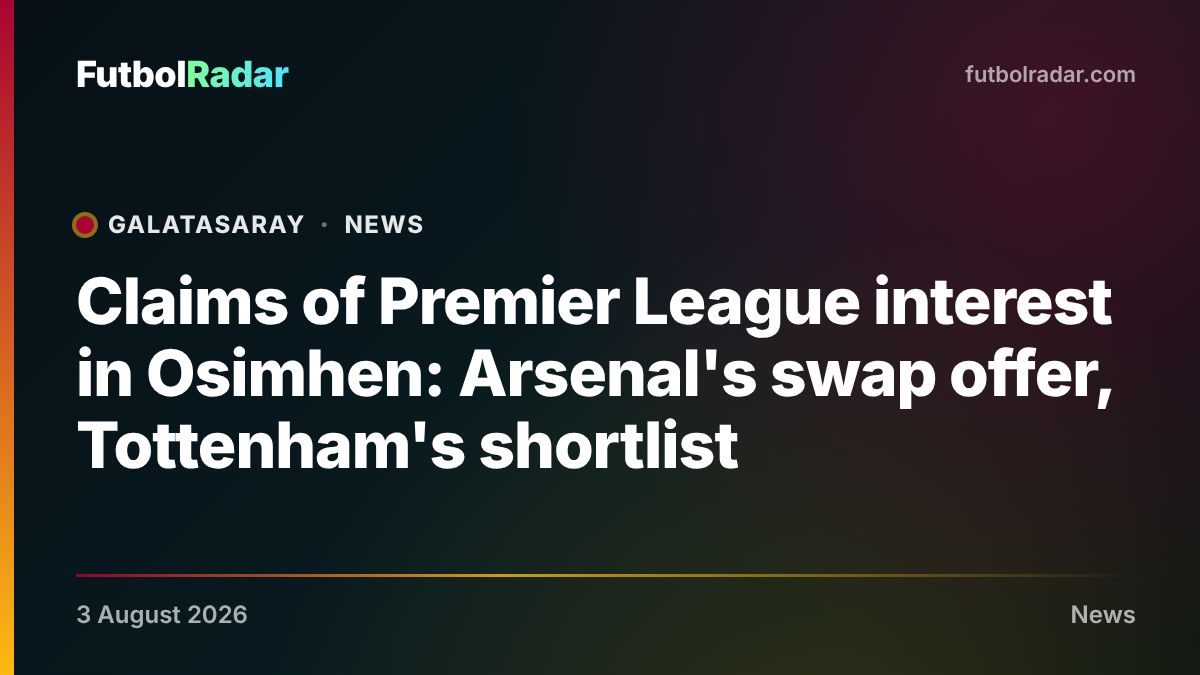 FutbolRadar
futbolradar.com
GALATASARAY · NEWS
Claims of Premier League interest
in Osimhen: Arsenal's swap offer,
Tottenham's shortlist
3 August 2026
News